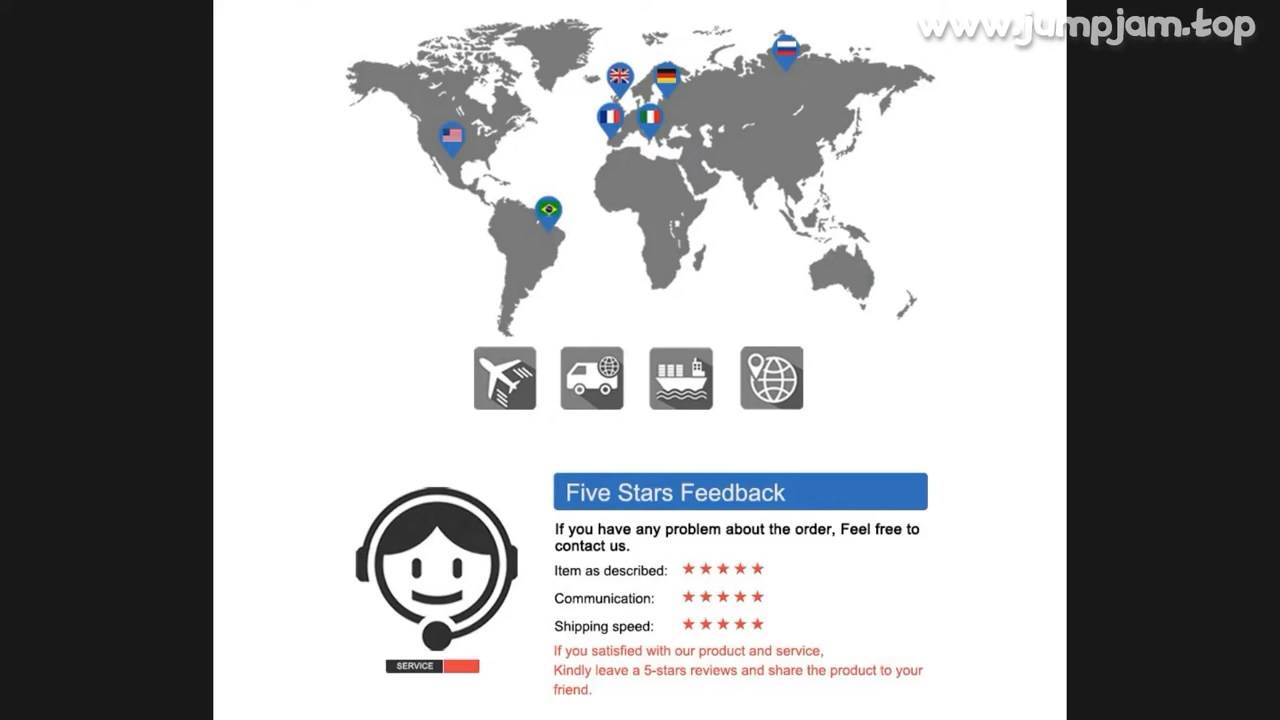 www.jumpjam.top
Five Stars Feedback
If you have any problem about the order, Feel free to
contact us.
Item as described: ★★★★★
Communication: ★★★★★
Shipping speed: ★★★★★
If you satisfied with our product and service,
Kindly leave a 5-stars reviews and share the product to your
friend.
SERVICE